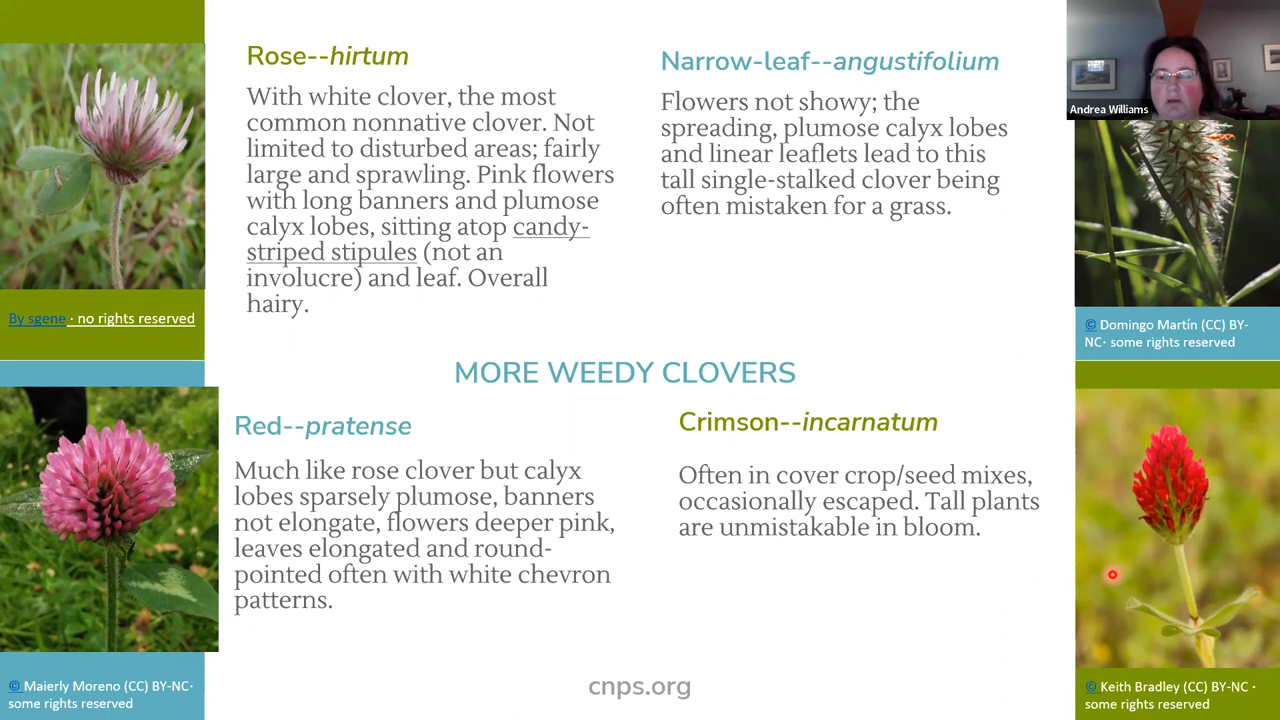 Rose--hirtum
With white clover, the most
common nonnative clover. Not
limited to disturbed areas; fairly
large and sprawling. Pink flowers
with long banners and plumose
calyx lobes, sitting atop candy-
striped stipules (not an
involucre) and leaf. Overall
hairy.
By sgene · no rights reserved
Narrow-leaf--angustifolium
Flowers not showy; the
spreading, plumose calyx lobes
and linear leaflets lead to this
tall single-stalked clover being
often mistaken for a grass.
Andrea Williams
© Domingo Martín (CC) BY-
NC· some rights reserved
MORE WEEDY CLOVERS
Red--pratense
Much like rose clover but calyx
lobes sparsely plumose, banners
not elongate, flowers deeper pink,
leaves elongated and round-
pointed often with white chevron
patterns.
© Maierly Moreno (CC) BY-NC·
some rights reserved
Crimson--incarnatum
Often in cover crop/seed mixes,
occasionally escaped. Tall plants
are unmistakable in bloom.
© Keith Bradley (CC) BY-NC ·
some rights reserved
cnps.org